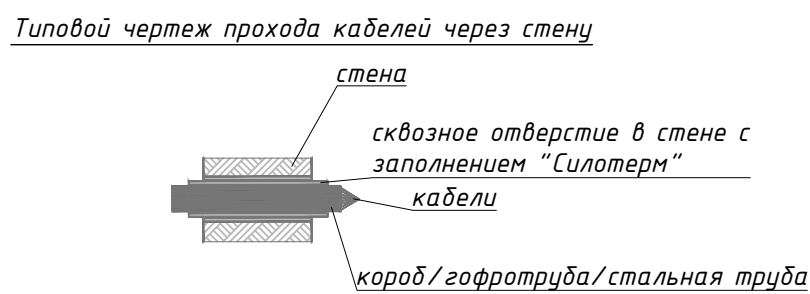 Типовой чертеж прохода кабелей через стену
стена
сквозное отверстие в стене с
заполнением "Силотерм"
кабели
короб/гофротруба/стальная труба